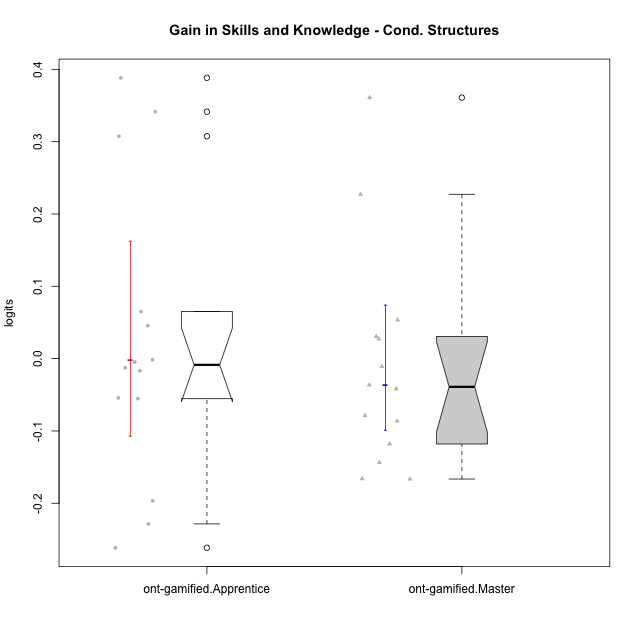 Gain in Skills and Knowledge - Cond. Structures
logits
0.4
0.3
0.2
0.1
0.0
-0.1
-0.2
ont-gamified.Apprentice
ont-gamified.Master